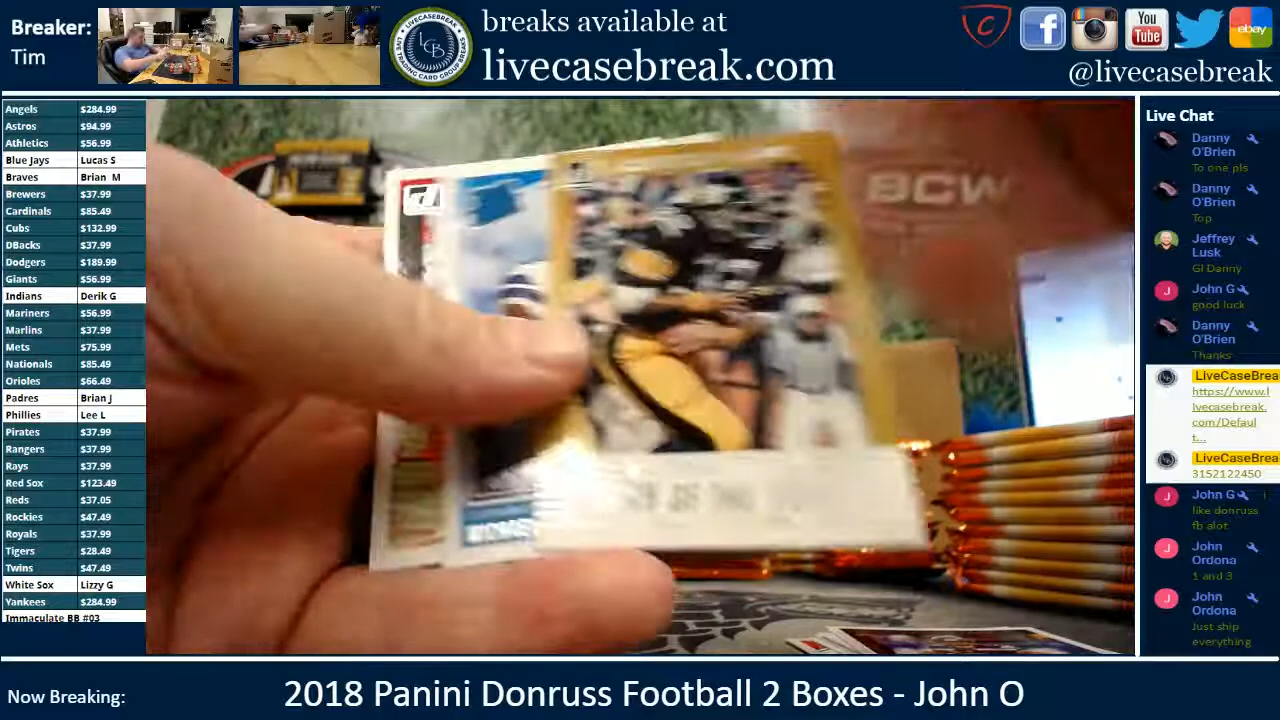 Breaker:
Tim
LIVECASEBREAK
LCB
breaks available at
livecasebreak.com
You
Tube
ebay
@livecasebreak
Angels $284.99
Astros $94.99
Athletics $56.99
Blue Jays Lucas S
Braves Brian M
Brewers $37.99
Cardinals $85.49
Cubs $132.99
DBacks $37.99
Dodgers $189.99
Giants $56.99
Indians Derik G
Mariners $56.99
Marlins $37.99
Mets $75.99
Nationals $85.49
Orioles $66.49
Padres Brian J
Phillies Lee L
Pirates $37.99
Rangers $37.99
Rays $37.99
Red Sox $123.49
Reds $37.05
Rockies $47.49
Royals $37.99
Tigers $28.49
Twins $47.49
White Sox Lizzy G
Yankees $284.99
Immaculate BB #03
BCW
Live Chat
Danny
O'Brien
To one pls
Danny
O'Brien
Top
Jeffrey
Lusk
Gl Danny
John G
good luck
Danny
O'Brien
Thanks
LiveCaseBrea
https://www.l
ivecasebreak.
com/Defaul
t...
LiveCaseBrea
3152122450
John G I
like donruss
fb alot
John
Ordona
1 and 3
John
Ordona
Just ship
everything
Now Breaking:
2018 Panini Donruss Football 2 Boxes - John O